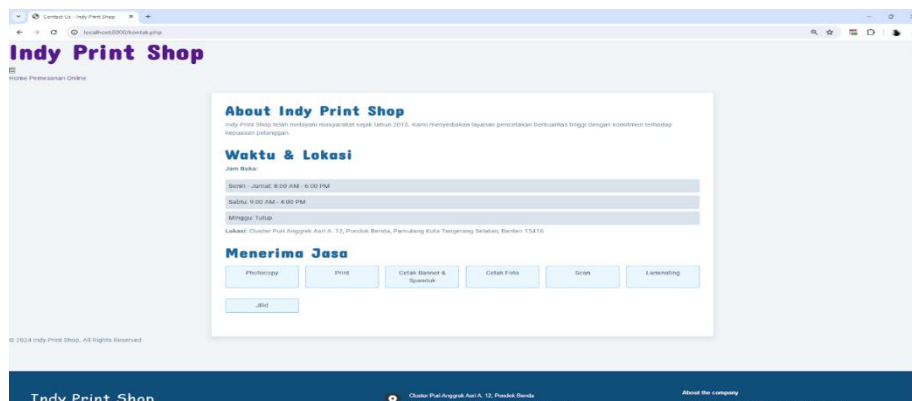 Contact Us - Indy Print Shop
localhost:8000/kontak.php
Indy Print Shop
Home Pemesanan Online
About Indy Print Shop
Indy Print Shop telah melayani masyarakat sejak tahun 2010. Kami menyediakan layanan pencetakan berkualitas tinggi dengan komitmen terhadap
kepuasan pelanggan.
Waktu & Lokasi
Jam Buka:
Senin - Jumat: 8:00 AM - 6:00 PM
Sabtu: 9:00 AM - 4:00 PM
Minggu: Tutup
Lokasi: Cluster Puri Anggrek Asri A. 12, Pondok Benda, Pamulang Kota Tangerang Selatan, Banten 15416
Menerima Jasa
Photocopy Print Cetak Banner & Cetak Foto Scan Laminating
Spanduk
Jilid
© 2024 Indy Print Shop. All Rights Reserved.
Indy Print Shop Cluster Puri Anggrek Asri A. 12, Pondok Benda About the company